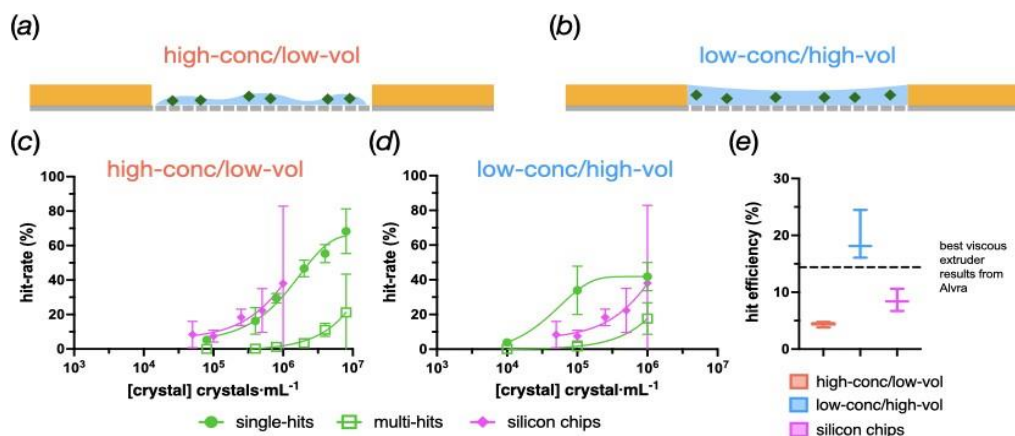 (a)
high-conc/low-vol
(b)
low-conc/high-vol
(c)
high-conc/low-vol
hit-rate (%)
100
80
60
40
20
0
10³ 10⁴ 10⁵ 10⁶ 10⁷
[crystal] crystals·mL⁻¹
(d)
low-conc/high-vol
hit-rate (%)
100
80
60
40
20
0
10³ 10⁴ 10⁵ 10⁶ 10⁷
[crystal] crystal·mL⁻¹
single-hits multi-hits silicon chips
(e)
hit efficiency (%)
30
20
10
0
best viscous
extruder
results from
Alvra
high-conc/low-vol
low-conc/high-vol
silicon chips